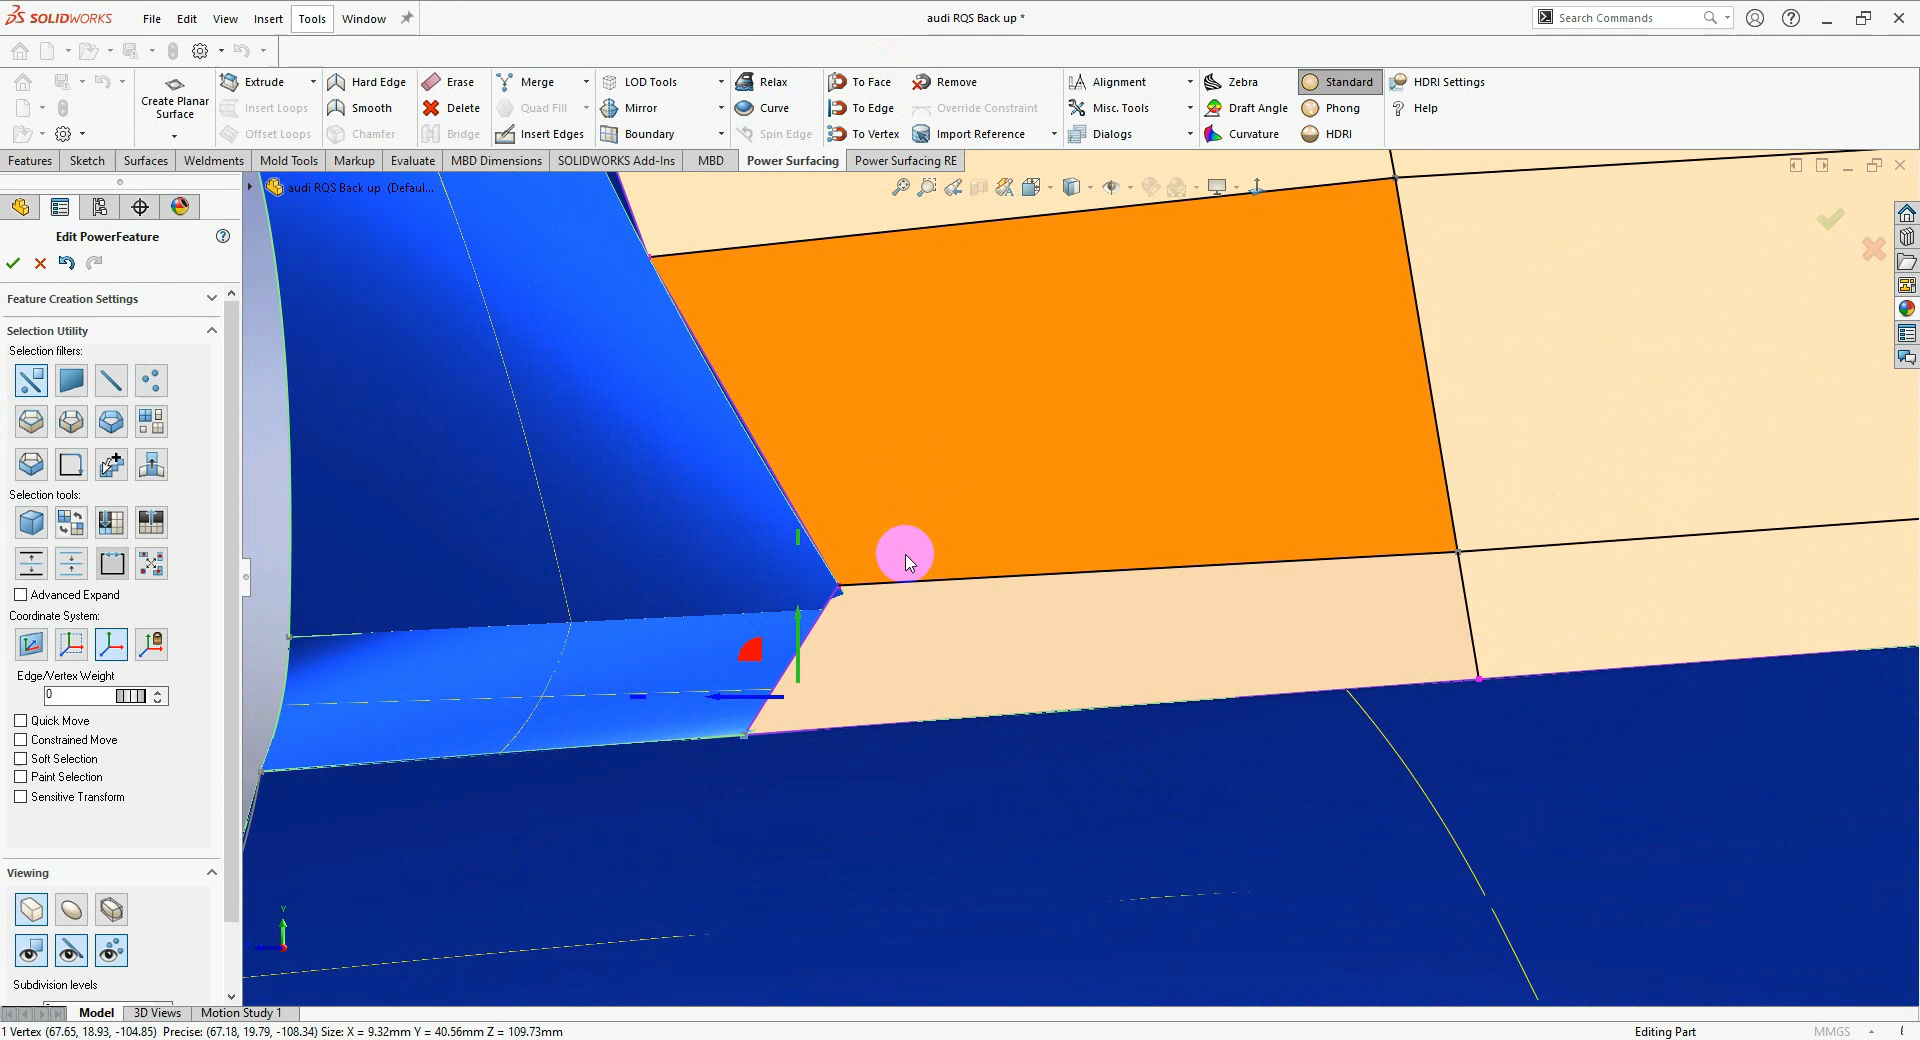 SOLIDWORKS File Edit View Insert Tools Window audi RQS Back up * Search Commands
Extrude Hard Edge Erase Merge LOD Tools Relax To Face Remove Alignment Zebra Standard HDRI Settings
Create Planar Surface Insert Loops Smooth Delete Quad Fill Mirror Curve To Edge Override Constraint Misc. Tools Draft Angle Phong Help
Offset Loops Chamfer Bridge Insert Edges Boundary Spin Edge To Vertex Import Reference Dialogs Curvature HDRI
Features Sketch Surfaces Weldments Mold Tools Markup Evaluate MBD Dimensions SOLIDWORKS Add-Ins MBD Power Surfacing Power Surfacing RE
audi RQS Back up (Defaul...
Edit PowerFeature
Feature Creation Settings
Selection Utility
Selection filters:
Selection tools:
Advanced Expand
Coordinate System:
Edge/Vertex Weight
0
Quick Move
Constrained Move
Soft Selection
Paint Selection
Sensitive Transform
Viewing
Y
Subdivision levels
Model 3D Views Motion Study 1
1 Vertex (67.65, 18.93, -104.85) Precise: (67.18, 19.79, -108.34) Size: X = 9.32mm Y = 40.56mm Z = 109.73mm Editing Part MMGS